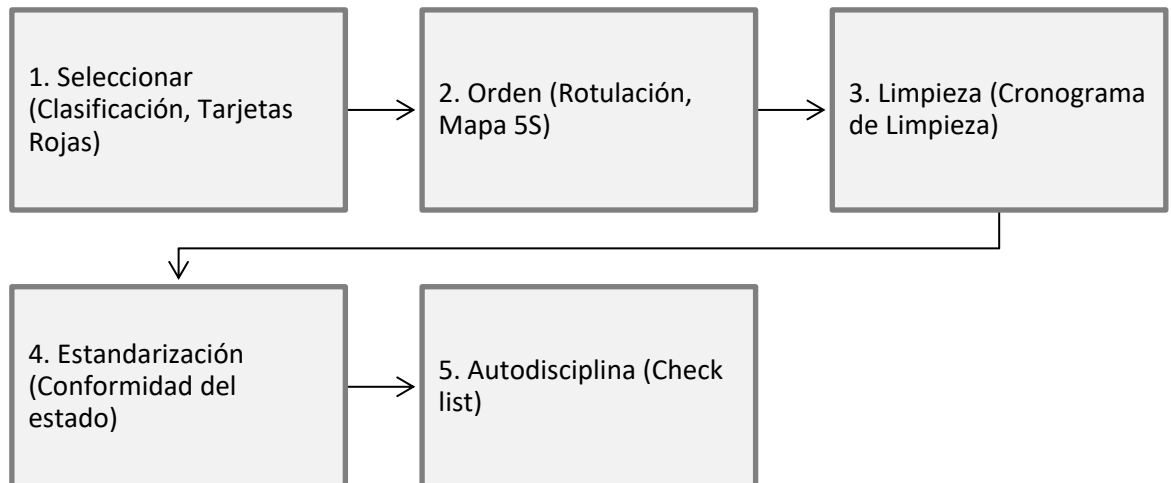 1. Seleccionar
(Clasificación, Tarjetas
Rojas)
2. Orden (Rotulación,
Mapa 5S)
3. Limpieza (Cronograma
de Limpieza)
4. Estandarización
(Conformidad del
estado)
5. Autodisciplina (Check
list)